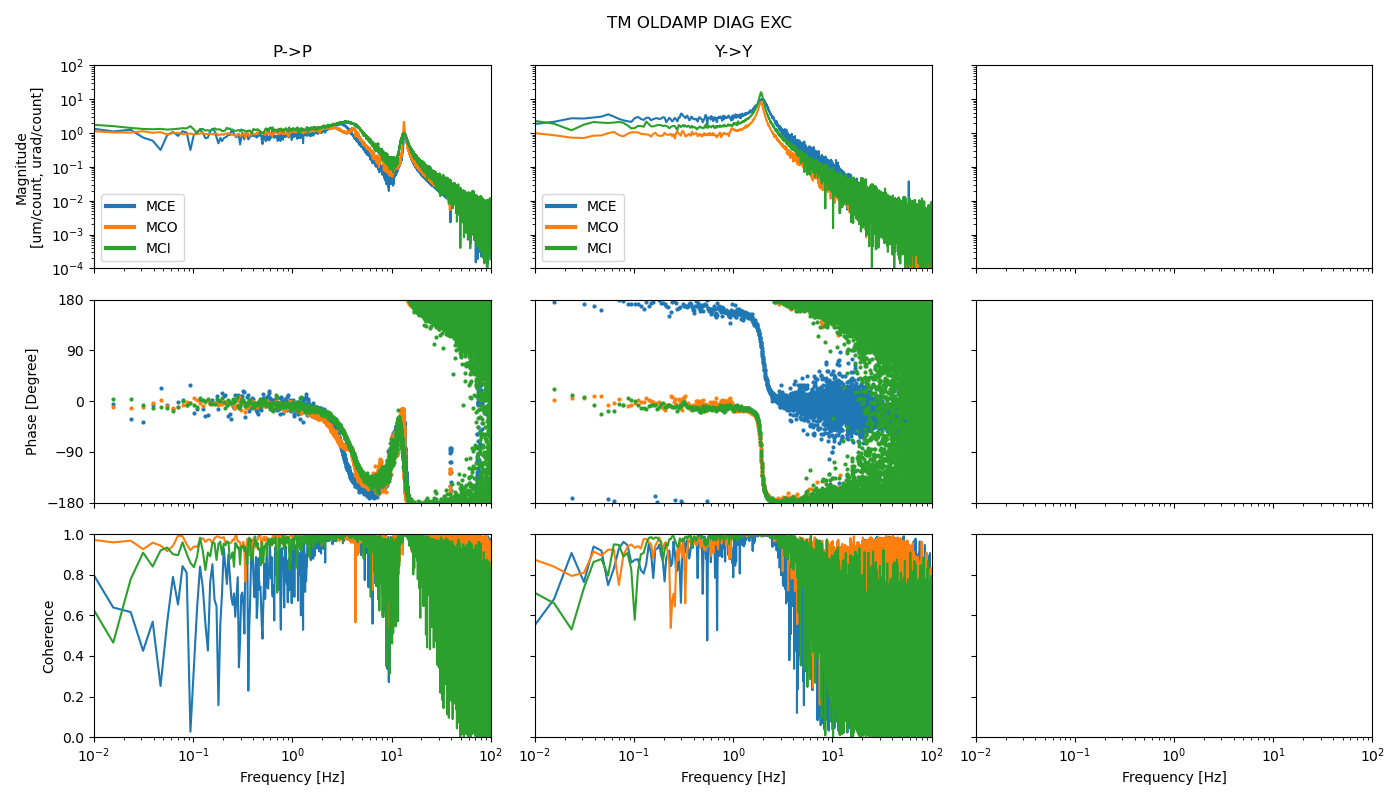 TM OLDAMP DIAG EXC
P->P
Y->Y
Magnitude
[um/count, urad/count]
10^2
10^1
10^0
10^-1
10^-2
10^-3
10^-4
MCE
MCO
MCI
MCE
MCO
MCI
Phase [Degree]
180
90
0
−90
−180
Coherence
1.0
0.8
0.6
0.4
0.2
0.0
10^-2 10^-1 10^0 10^1 10^2
10^-2 10^-1 10^0 10^1 10^2
10^-2 10^-1 10^0 10^1 10^2
Frequency [Hz]
Frequency [Hz]
Frequency [Hz]